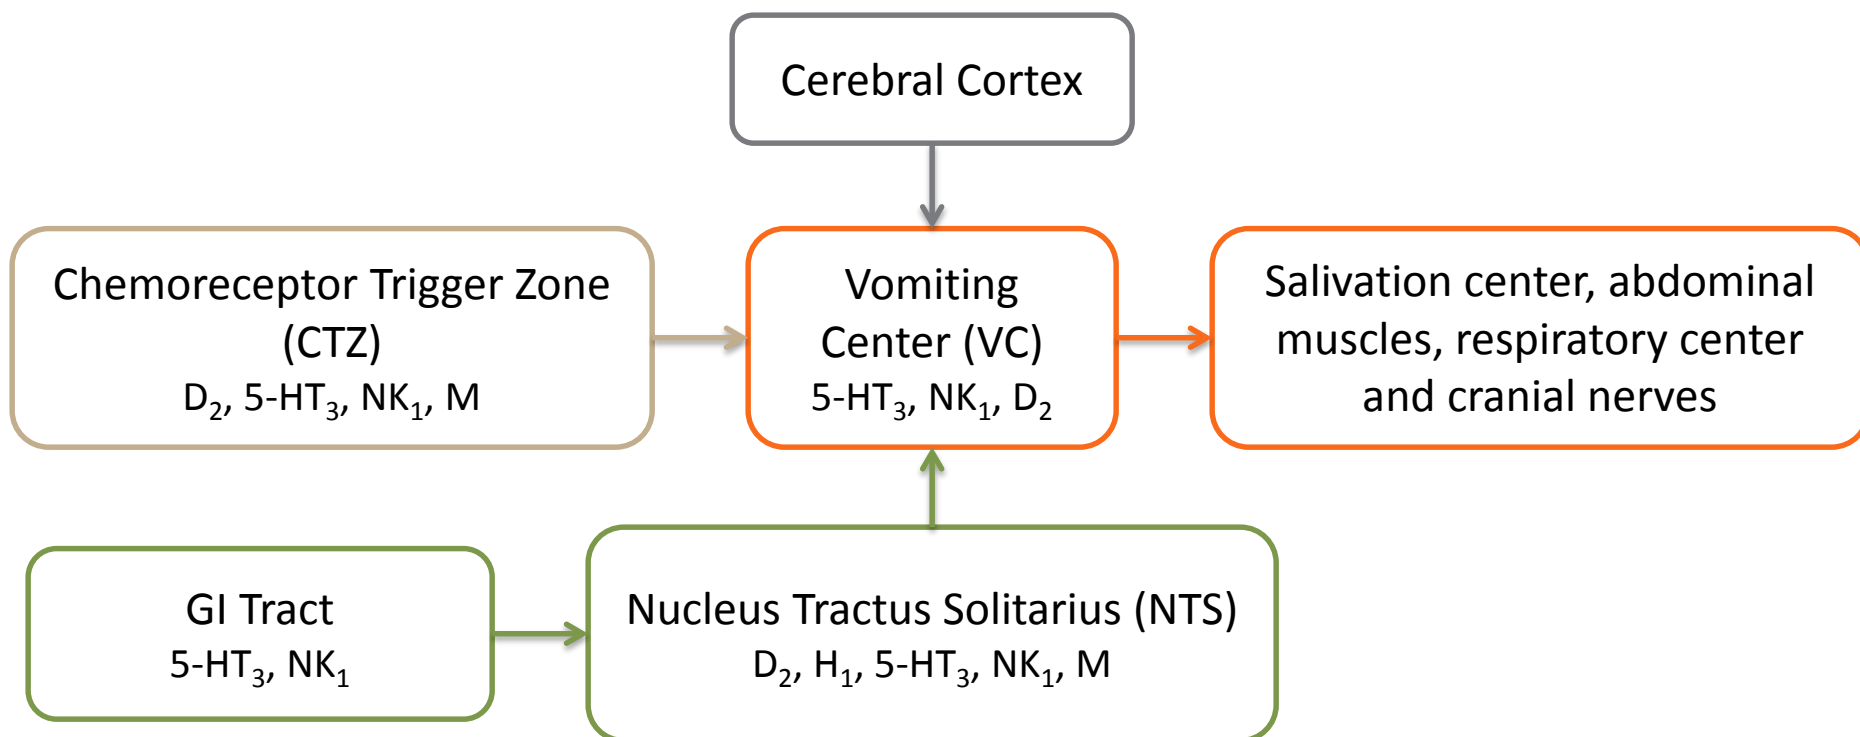 Cerebral Cortex
Chemoreceptor Trigger Zone
(CTZ)
D₂, 5-HT₃, NK₁, M
Vomiting
Center (VC)
5-HT₃, NK₁, D₂
Salivation center, abdominal
muscles, respiratory center
and cranial nerves
GI Tract
5-HT₃, NK₁
Nucleus Tractus Solitarius (NTS)
D₂, H₁, 5-HT₃, NK₁, M